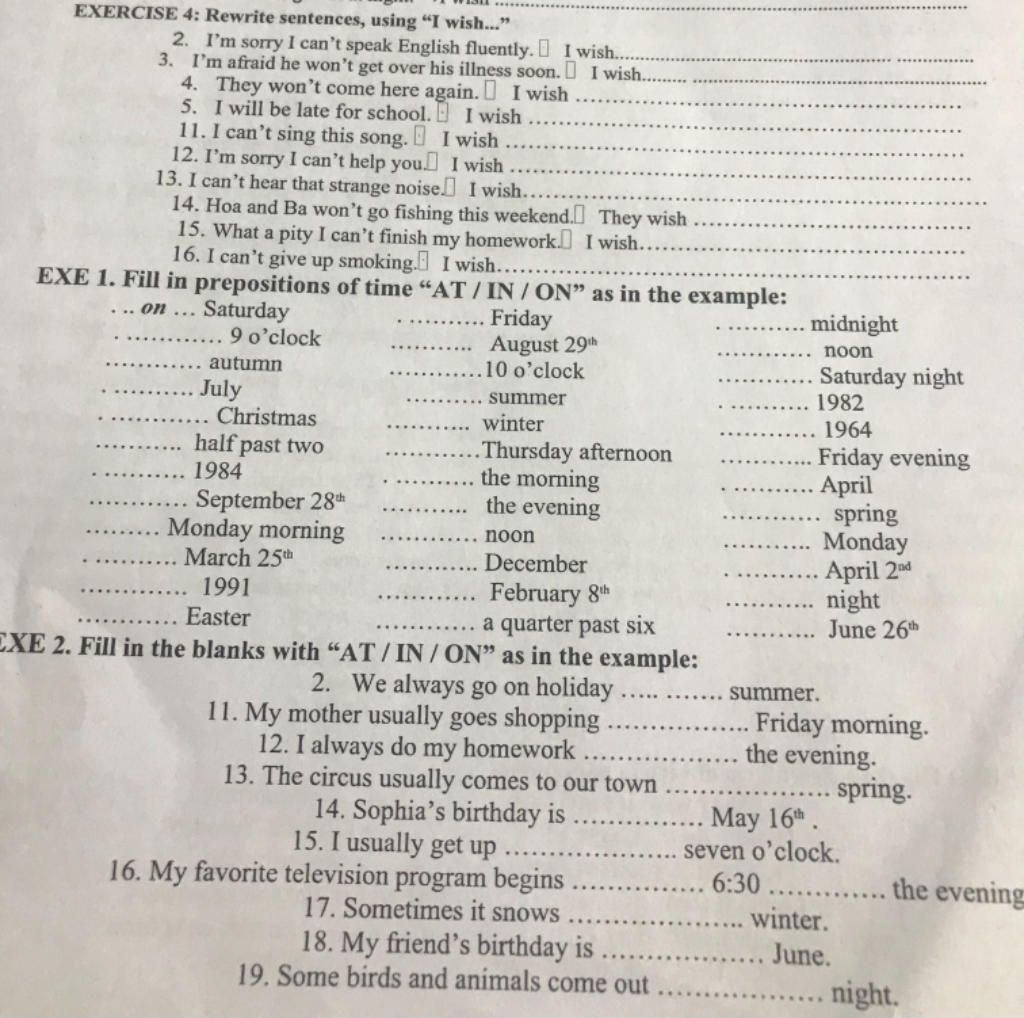 EXERCISE 4: Rewrite sentences, using “I wish...”
2. I’m sorry I can’t speak English fluently. I wish.....................................................
3. I’m afraid he won’t get over his illness soon. I wish.....................................................
4. They won’t come here again. I wish .....................................................
5. I will be late for school. I wish .....................................................
11. I can’t sing this song. I wish .....................................................
12. I’m sorry I can’t help you. I wish .....................................................
13. I can’t hear that strange noise. I wish.....................................................
14. Hoa and Ba won’t go fishing this weekend. They wish ........................................
15. What a pity I can’t finish my homework. I wish.............................................
16. I can’t give up smoking. I wish.....................................................
EXE 1. Fill in prepositions of time “AT / IN / ON” as in the example:
. .. on ... Saturday . ........... Friday . ........... midnight
. ............ 9 o’clock ........... August 29th ............ noon
............ autumn ............ 10 o’clock ............ Saturday night
. ........... July .......... summer . .......... 1982
. ............ Christmas ........... winter ............ 1964
........... half past two ............ Thursday afternoon ............ Friday evening
. ........... 1984 . ........... the morning . .......... April
............ September 28th ........... the evening ............ spring
......... Monday morning ............ noon ........... Monday
. .......... March 25th ............ December . .......... April 2nd
............. 1991 ............ February 8th ........... night
............ Easter ............ a quarter past six ........... June 26th
EXE 2. Fill in the blanks with “AT / IN / ON” as in the example:
2. We always go on holiday ..... ....... summer.
11. My mother usually goes shopping ................. Friday morning.
12. I always do my homework .................. the evening.
13. The circus usually comes to our town ................... spring.
14. Sophia’s birthday is ............... May 16th .
15. I usually get up .................... seven o’clock.
16. My favorite television program begins ................ 6:30 .............. the evening
17. Sometimes it snows ..................... winter.
18. My friend’s birthday is ................... June.
19. Some birds and animals come out ................... night.